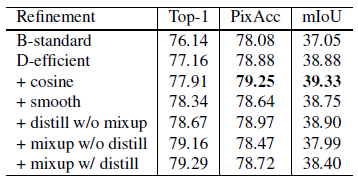 Refinement Top-1 PixAcc mIoU
B-standard 76.14 78.08 37.05
D-efficient 77.16 78.88 38.88
+ cosine 77.91 79.25 39.33
+ smooth 78.34 78.64 38.75
+ distill w/o mixup 78.67 78.97 38.90
+ mixup w/o distill 79.16 78.47 37.99
+ mixup w/ distill 79.29 78.72 38.40